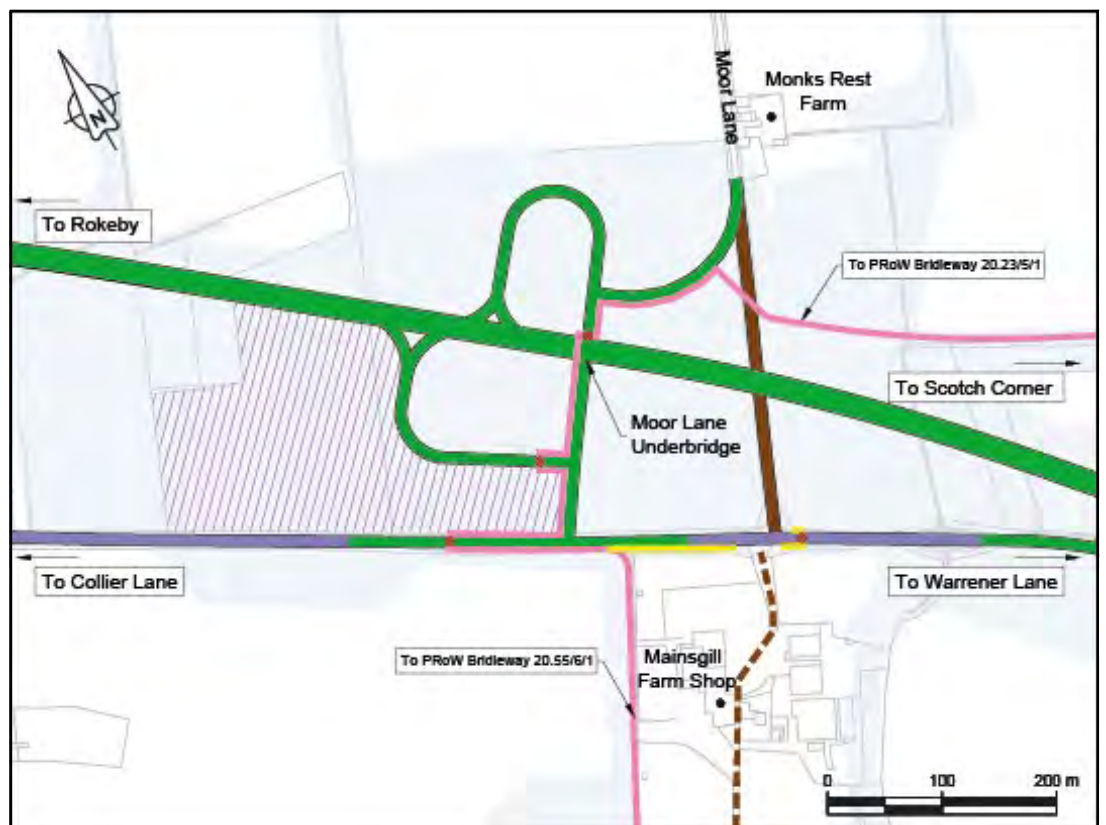 Moor Lane
Monks Rest
Farm
N
To Rokeby
To PRoW Bridleway 20.23/5/1
To Scotch Corner
Moor Lane
Underbridge
To Collier Lane
To Warrener Lane
To PRoW Bridleway 20.55/6/1
Mainsgill
Farm Shop
0 100 200 m